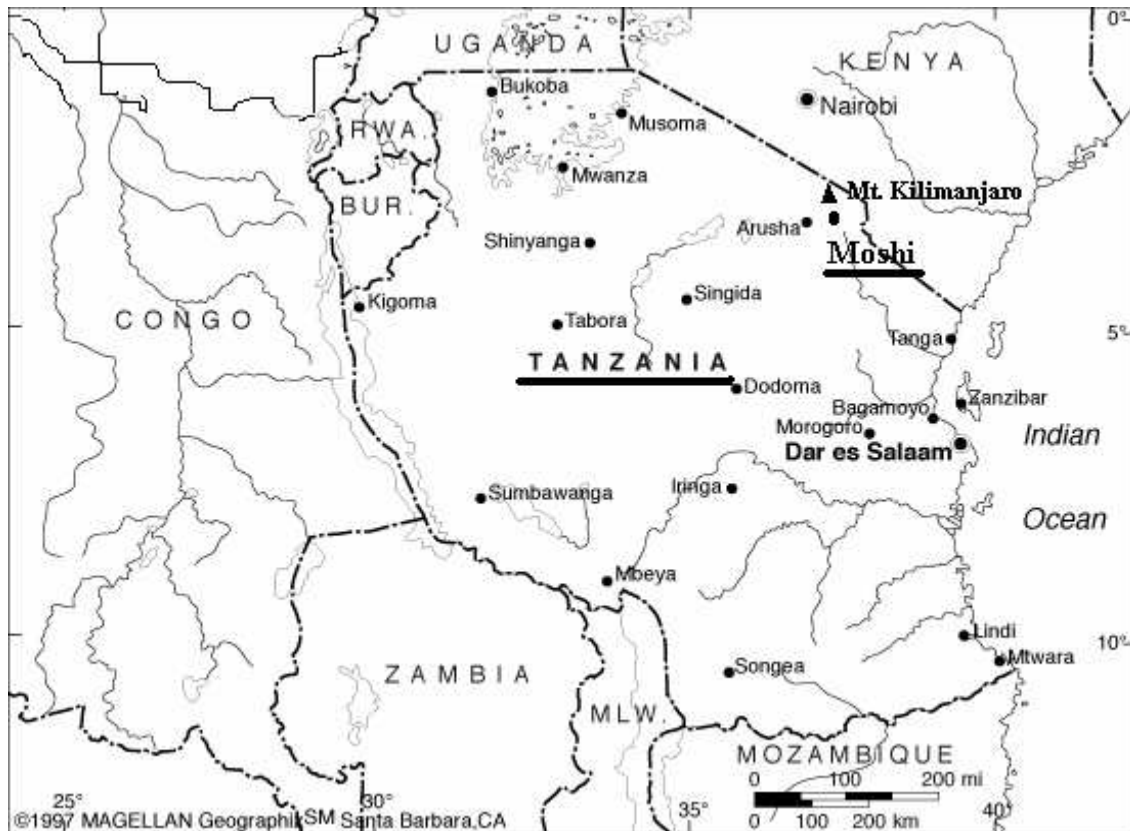 0°
UGANDA
KENYA
Bukoba
Nairobi
Musoma
RWA.
Mwanza
Mt. Kilimanjaro
BUR.
Arusha
Shinyanga
Moshi
Singida
Kigoma
CONGO
Tabora
Tanga
5°
TANZANIA
Dodoma
Zanzibar
Bagamoyo
Morogoro
Indian
Dar es Salaam
Sumbawanga
Iringa
Ocean
Mbeya
Lindi
10°
Mtwara
Songea
ZAMBIA
MLW.
MOZAMBIQUE
0 100 200 mi
25°
30°
35°
40°
0 100 200 km
©1997 MAGELLAN Geographix SM Santa Barbara,CA